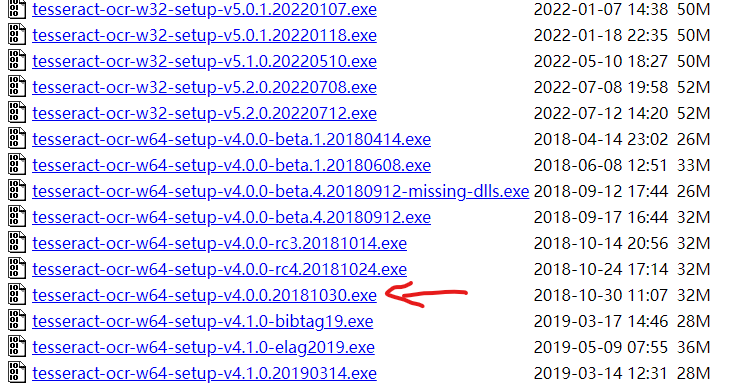 tesseract-ocr-w32-setup-v5.0.1.20220107.exe 2022-01-07 14:38 50M
tesseract-ocr-w32-setup-v5.0.1.20220118.exe 2022-01-18 22:35 50M
tesseract-ocr-w32-setup-v5.1.0.20220510.exe 2022-05-10 18:27 50M
tesseract-ocr-w32-setup-v5.2.0.20220708.exe 2022-07-08 19:58 52M
tesseract-ocr-w32-setup-v5.2.0.20220712.exe 2022-07-12 14:20 52M
tesseract-ocr-w64-setup-v4.0.0-beta.1.20180414.exe 2018-04-14 23:02 26M
tesseract-ocr-w64-setup-v4.0.0-beta.1.20180608.exe 2018-06-08 12:51 33M
tesseract-ocr-w64-setup-v4.0.0-beta.4.20180912-missing-dlls.exe 2018-09-12 17:44 26M
tesseract-ocr-w64-setup-v4.0.0-beta.4.20180912.exe 2018-09-17 16:44 32M
tesseract-ocr-w64-setup-v4.0.0-rc3.20181014.exe 2018-10-14 20:56 32M
tesseract-ocr-w64-setup-v4.0.0-rc4.20181024.exe 2018-10-24 17:14 32M
tesseract-ocr-w64-setup-v4.0.0.20181030.exe 2018-10-30 11:07 32M
tesseract-ocr-w64-setup-v4.1.0-bibtag19.exe 2019-03-17 14:46 28M
tesseract-ocr-w64-setup-v4.1.0-elag2019.exe 2019-05-09 07:55 36M
tesseract-ocr-w64-setup-v4.1.0.20190314.exe 2019-03-14 12:31 28M